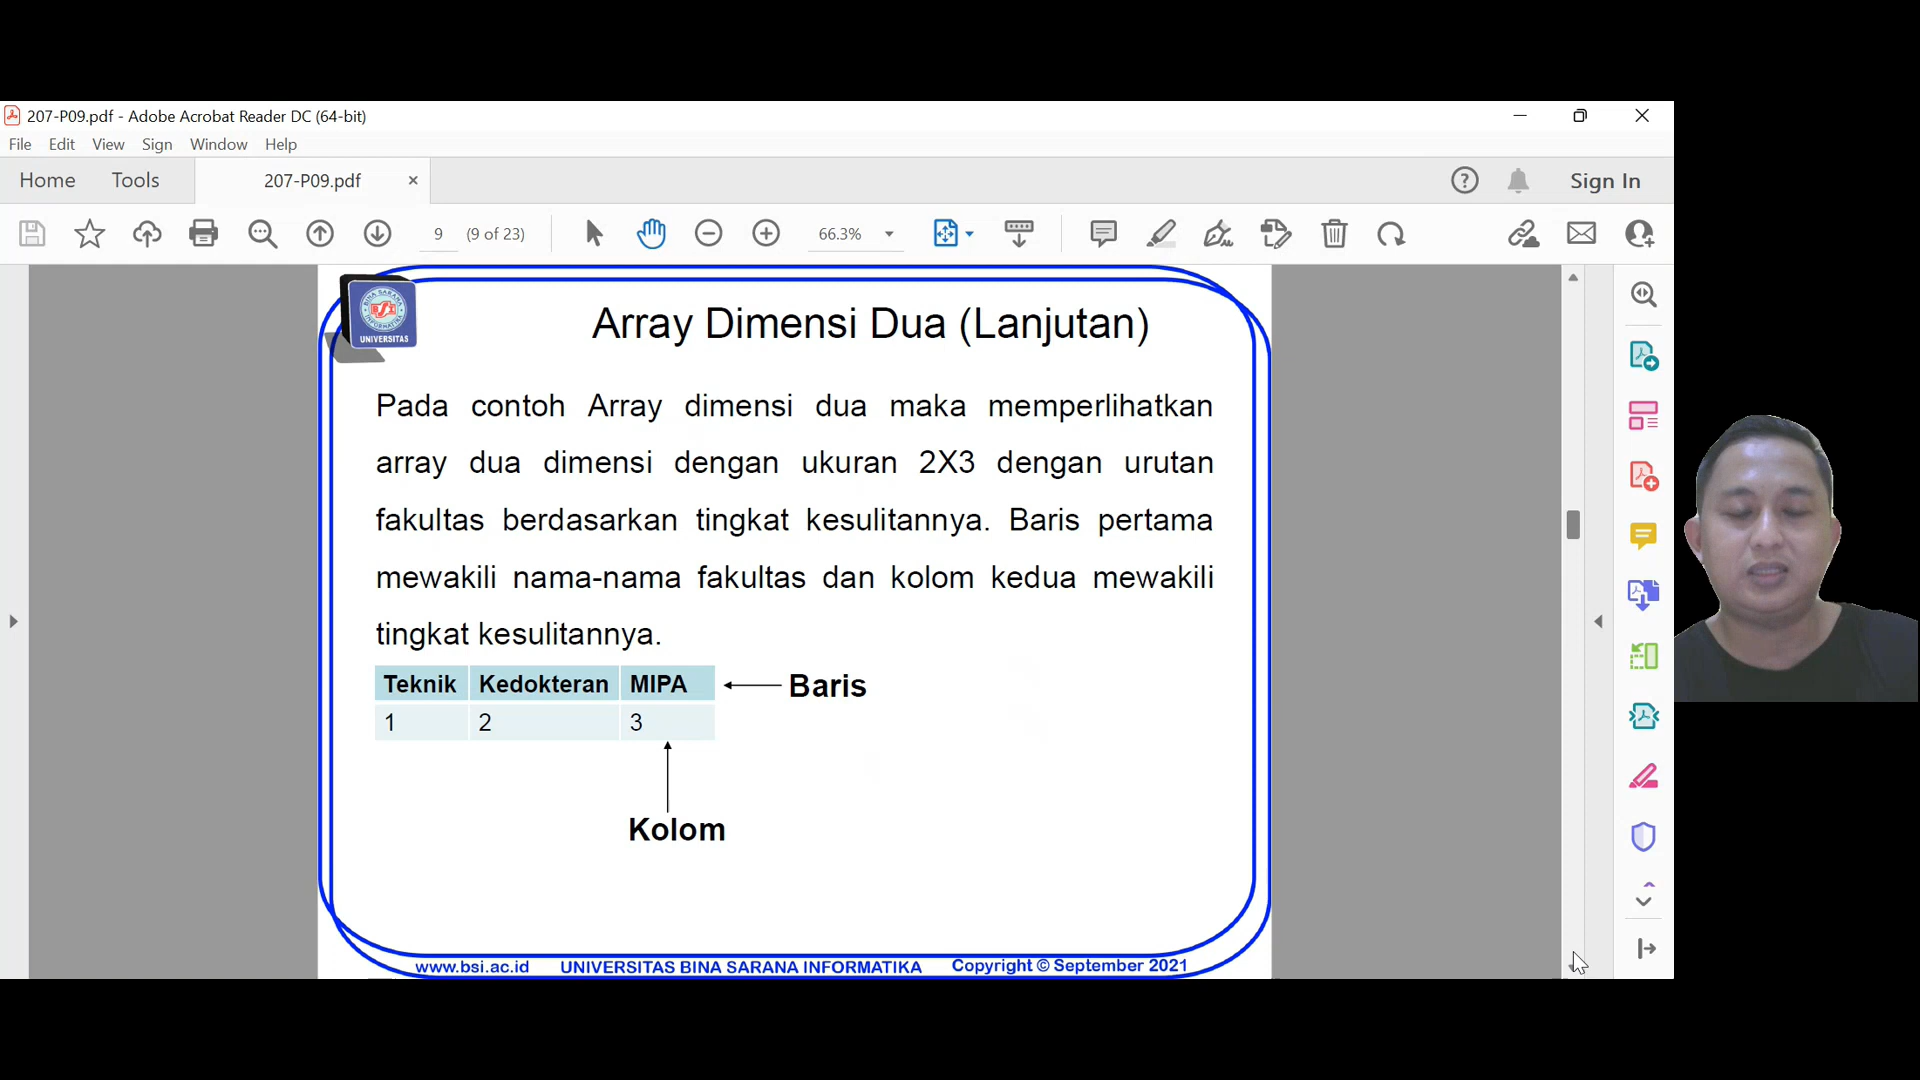 207-P09.pdf - Adobe Acrobat Reader DC (64-bit)
File Edit View Sign Window Help
Home Tools 207-P09.pdf Sign In
9 (9 of 23) 66.3%
BINA SARANA INFORMATIKA
UNIVERSITAS
Array Dimensi Dua (Lanjutan)
Pada contoh Array dimensi dua maka memperlihatkan
array dua dimensi dengan ukuran 2X3 dengan urutan
fakultas berdasarkan tingkat kesulitannya. Baris pertama
mewakili nama-nama fakultas dan kolom kedua mewakili
tingkat kesulitannya.
Teknik Kedokteran MIPA Baris
1 2 3
Kolom
www.bsi.ac.id UNIVERSITAS BINA SARANA INFORMATIKA Copyright © September 2021